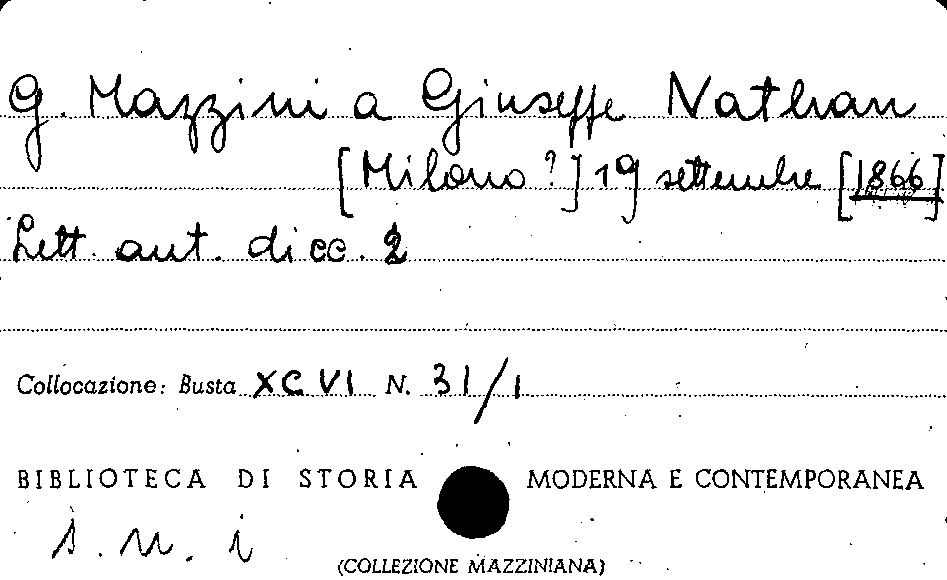 G. Mazzini a Giuseppe Nathan
[Milano?] 19 settembre [1866]
Lett. aut. di cc. 2
Collocazione: Busta XCVI N. 31/1
BIBLIOTECA DI STORIA MODERNA E CONTEMPORANEA
s. n. i
(COLLEZIONE MAZZINIANA)